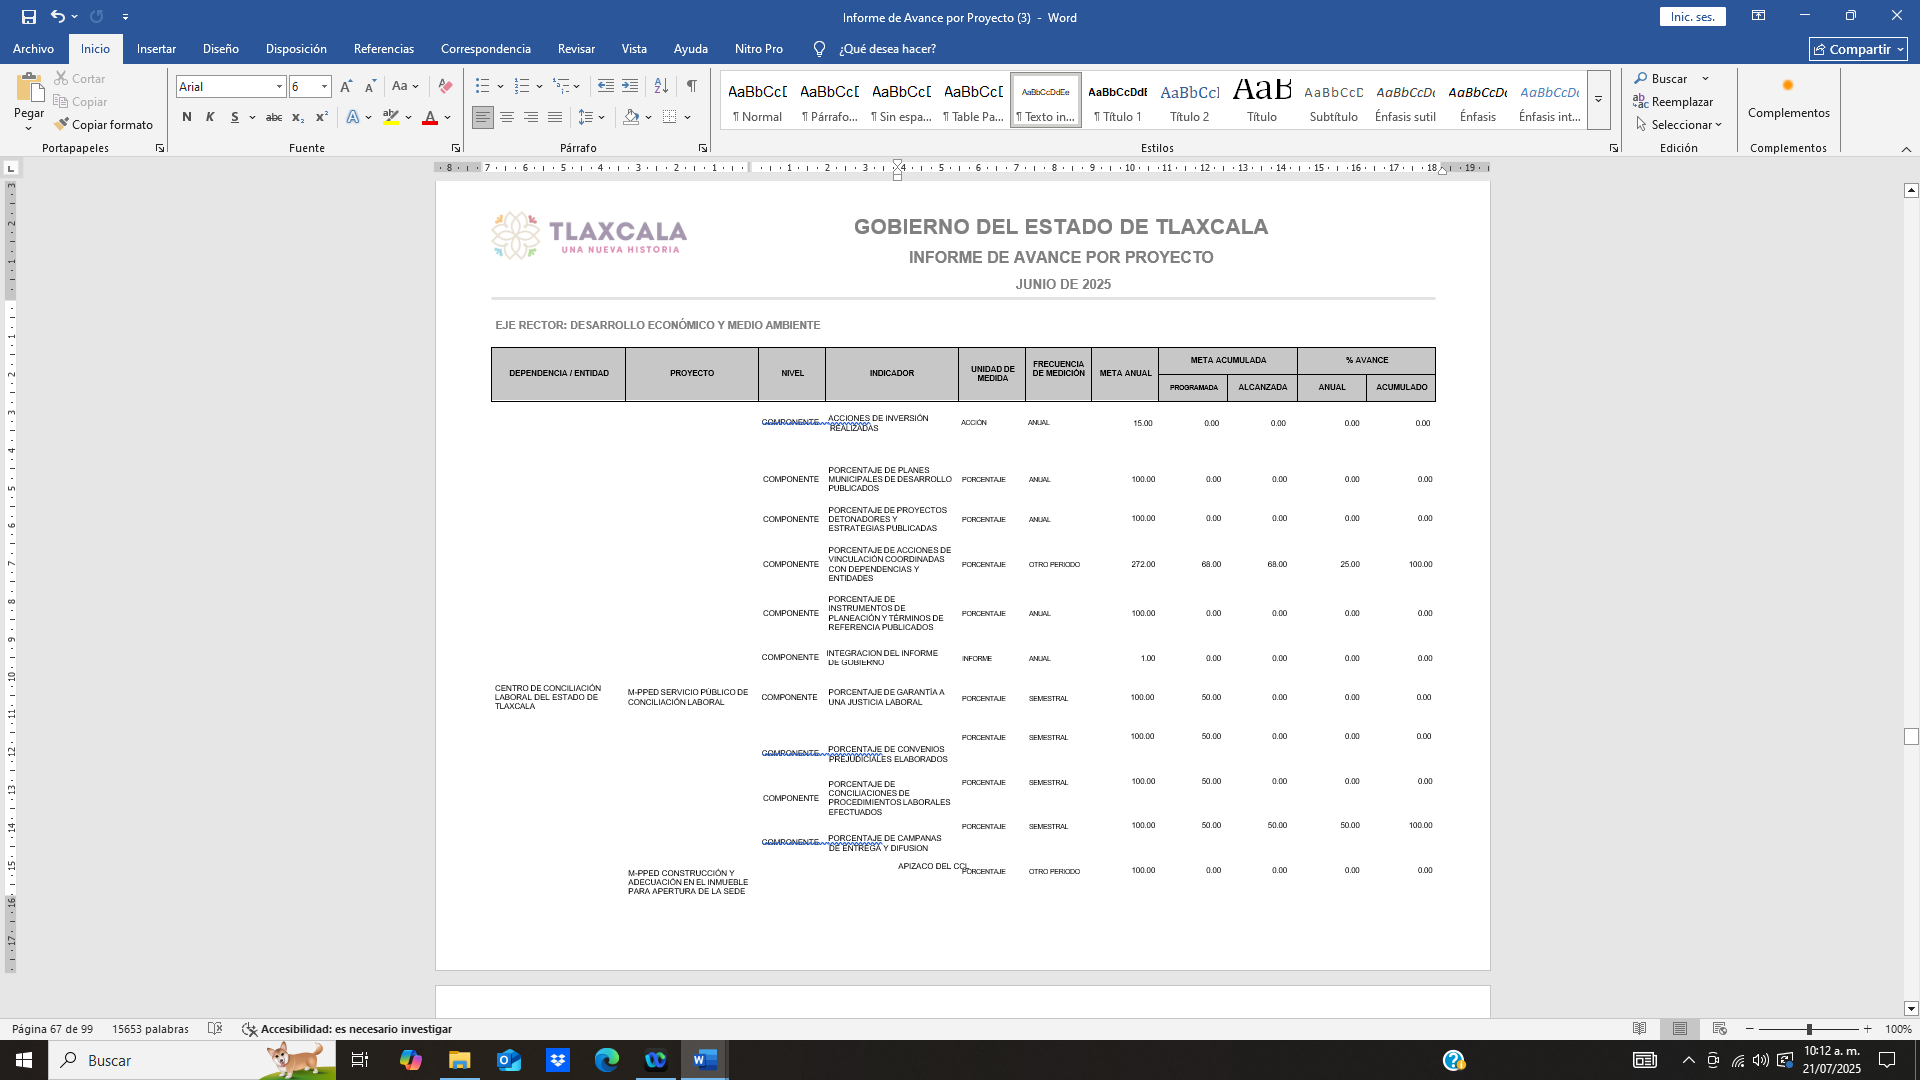 Informe de Avance por Proyecto (3) - Word
Inic. ses.
Archivo Inicio Insertar Diseño Disposición Referencias Correspondencia Revisar Vista Ayuda Nitro Pro ¿Qué desea hacer? Compartir
Pegar
Cortar
Copiar
Copiar formato
Portapapeles
Arial 6
Fuente
Párrafo
AaBbCcDdEe
¶ Normal ¶ Párrafo... ¶ Sin espa... ¶ Table Pa... ¶ Texto in... ¶ Título 1 Título 2 Título Subtítulo Énfasis sutil Énfasis Énfasis int...
Estilos
Buscar
Reemplazar
Seleccionar
Edición
Complementos
Complementos
TLAXCALA
UNA NUEVA HISTORIA
GOBIERNO DEL ESTADO DE TLAXCALA
INFORME DE AVANCE POR PROYECTO
JUNIO DE 2025
EJE RECTOR: DESARROLLO ECONÓMICO Y MEDIO AMBIENTE
DEPENDENCIA / ENTIDAD PROYECTO NIVEL INDICADOR UNIDAD DE MEDIDA FRECUENCIA DE MEDICIÓN META ANUAL META ACUMULADA % AVANCE
PROGRAMADA ALCANZADA ANUAL ACUMULADO
COMPONENTE ACCIONES DE INVERSIÓN ACCIÓN ANUAL 15.00 0.00 0.00 0.00 0.00
REALIZADAS
PORCENTAJE DE PLANES
COMPONENTE MUNICIPALES DE DESARROLLO PORCENTAJE ANUAL 100.00 0.00 0.00 0.00 0.00
PUBLICADOS
PORCENTAJE DE PROYECTOS
COMPONENTE DETONADORES Y PORCENTAJE ANUAL 100.00 0.00 0.00 0.00 0.00
ESTRATEGIAS PUBLICADAS
PORCENTAJE DE ACCIONES DE
VINCULACIÓN COORDINADAS
COMPONENTE CON DEPENDENCIAS Y PORCENTAJE OTRO PERIODO 272.00 68.00 68.00 25.00 100.00
ENTIDADES
PORCENTAJE DE
INSTRUMENTOS DE
COMPONENTE PLANEACIÓN Y TÉRMINOS DE PORCENTAJE ANUAL 100.00 0.00 0.00 0.00 0.00
REFERENCIA PUBLICADOS
COMPONENTE INTEGRACION DEL INFORME INFORME ANUAL 1.00 0.00 0.00 0.00 0.00
DE GOBIERNO
CENTRO DE CONCILIACIÓN
LABORAL DEL ESTADO DE
TLAXCALA
M-PPED SERVICIO PÚBLICO DE
CONCILIACIÓN LABORAL
COMPONENTE PORCENTAJE DE GARANTÍA A
UNA JUSTICIA LABORAL
PORCENTAJE SEMESTRAL 100.00 50.00 0.00 0.00 0.00
PORCENTAJE SEMESTRAL 100.00 50.00 0.00 0.00 0.00
COMPONENTE PORCENTAJE DE CONVENIOS
PREJUDICIALES ELABORADOS
PORCENTAJE SEMESTRAL 100.00 50.00 0.00 0.00 0.00
COMPONENTE PORCENTAJE DE
CONCILIACIONES DE
PROCEDIMIENTOS LABORALES
EFECTUADOS
PORCENTAJE SEMESTRAL 100.00 50.00 50.00 50.00 100.00
COMPONENTE PORCENTAJE DE CAMPANAS
DE ENTREGA Y DIFUSION
APIZACO DEL CCL
PORCENTAJE OTRO PERIODO 100.00 0.00 0.00 0.00 0.00
M-PPED CONSTRUCCIÓN Y
ADECUACIÓN EN EL INMUEBLE
PARA APERTURA DE LA SEDE
Página 67 de 99 15653 palabras Accesibilidad: es necesario investigar 100%
Buscar
10:12 a. m.
21/07/2025